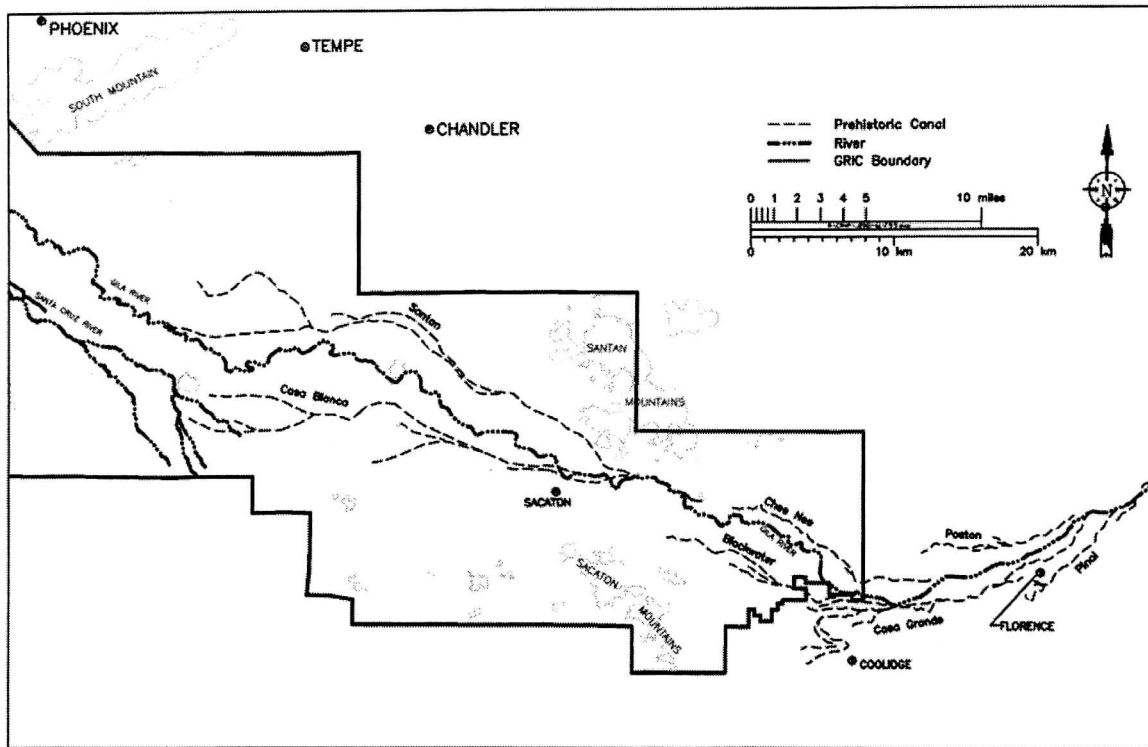 PHOENIX
TEMPE
SOUTH MOUNTAIN
CHANDLER
Prehistoric Canal
River
GRIC Boundary
0 1 2 3 4 5 10 miles
0 10 km 20 km
N
GILA RIVER
SANTA CRUZ RIVER
Santan
SANTAN
MOUNTAINS
Casa Blanca
SACATON
Chee Nee
GILA RIVER
Blackwater
Poston
Pinal
SACATON
MOUNTAINS
Casa Grande
FLORENCE
COOLIDGE